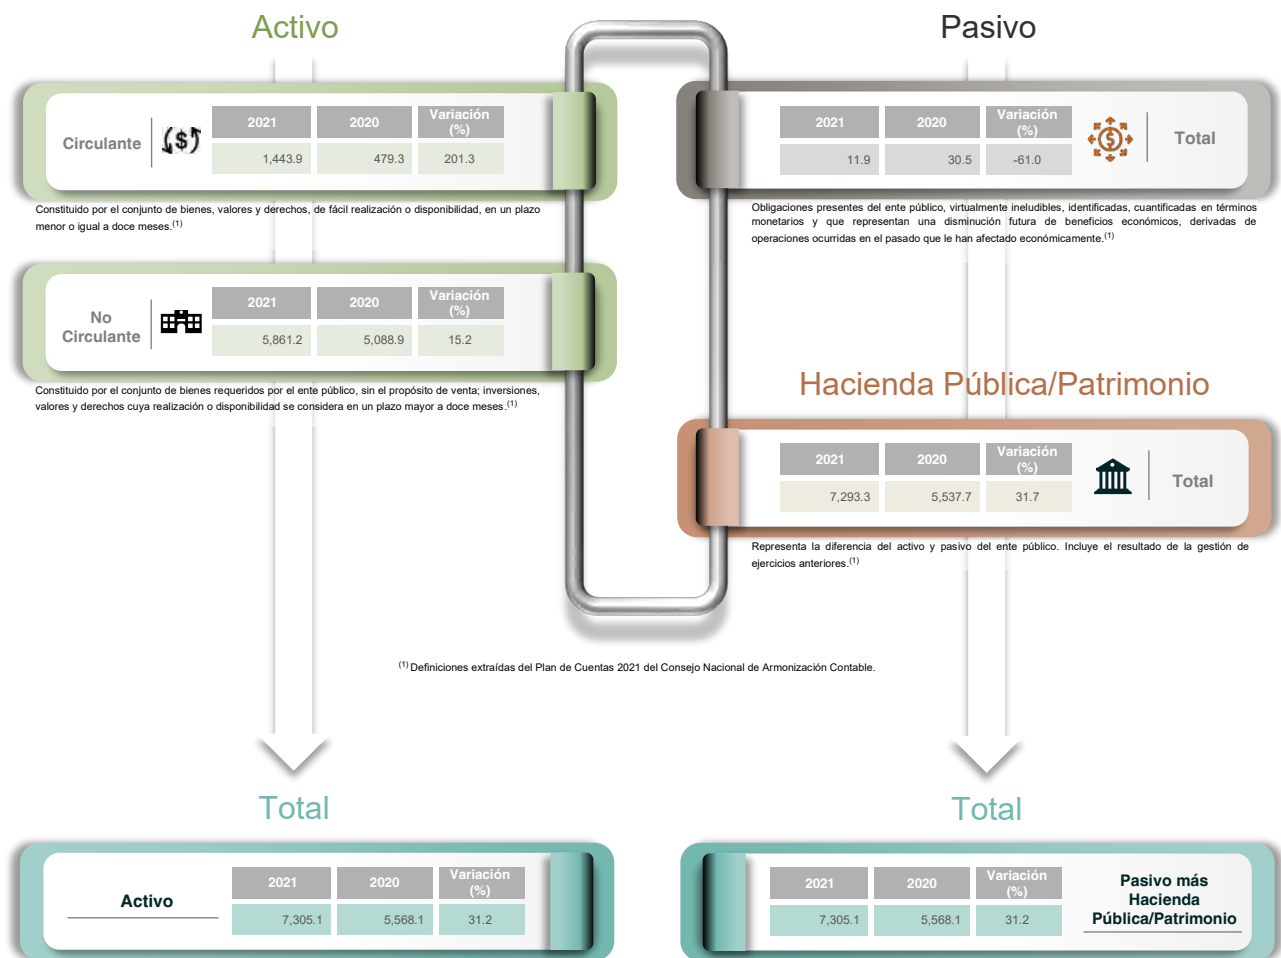 Activo
Circulante
2021 2020 Variación (%)
1,443.9 479.3 201.3
Constituido por el conjunto de bienes, valores y derechos, de fácil realización o disponibilidad, en un plazo
menor o igual a doce meses.(1)
No
Circulante
2021 2020 Variación (%)
5,861.2 5,088.9 15.2
Constituido por el conjunto de bienes requeridos por el ente público, sin el propósito de venta; inversiones,
valores y derechos cuya realización o disponibilidad se considera en un plazo mayor a doce meses.(1)
Pasivo
2021 2020 Variación (%)
11.9 30.5 -61.0
Total
Obligaciones presentes del ente público, virtualmente ineludibles, identificadas, cuantificadas en términos
monetarios y que representan una disminución futura de beneficios económicos, derivadas de
operaciones ocurridas en el pasado que le han afectado económicamente.(1)
Hacienda Pública/Patrimonio
2021 2020 Variación (%)
7,293.3 5,537.7 31.7
Total
Representa la diferencia del activo y pasivo del ente público. Incluye el resultado de la gestión de
ejercicios anteriores.(1)
(1) Definiciones extraídas del Plan de Cuentas 2021 del Consejo Nacional de Armonización Contable.
Total
Activo
2021 2020 Variación (%)
7,305.1 5,568.1 31.2
Total
2021 2020 Variación (%)
7,305.1 5,568.1 31.2
Pasivo más
Hacienda
Pública/Patrimonio